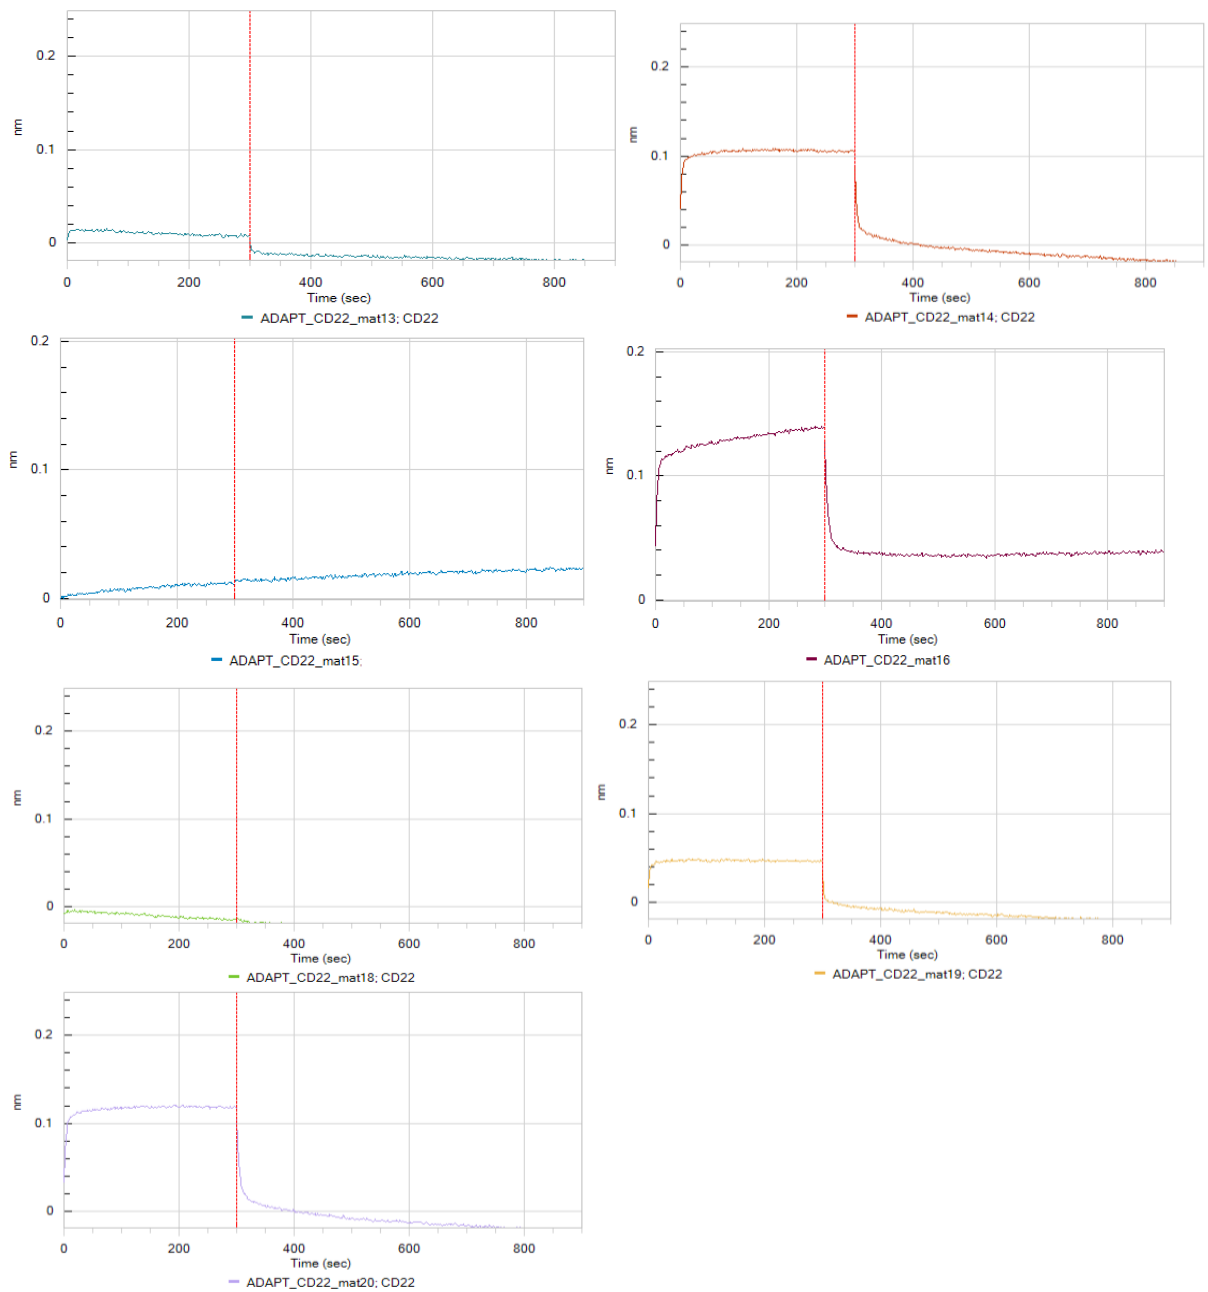 0.2
0.1
0
nm
0 200 400 600 800
Time (sec)
ADAPT_CD22_mat13; CD22
0.2
0.1
0
nm
0 200 400 600 800
Time (sec)
ADAPT_CD22_mat14; CD22
0.2
0.1
0
nm
0 200 400 600 800
Time (sec)
ADAPT_CD22_mat15;
0.2
0.1
0
nm
0 200 400 600 800
Time (sec)
ADAPT_CD22_mat16
0.2
0.1
0
nm
0 200 400 600 800
Time (sec)
ADAPT_CD22_mat18; CD22
0.2
0.1
0
nm
0 200 400 600 800
Time (sec)
ADAPT_CD22_mat19; CD22
0.2
0.1
0
nm
0 200 400 600 800
Time (sec)
ADAPT_CD22_mat20; CD22